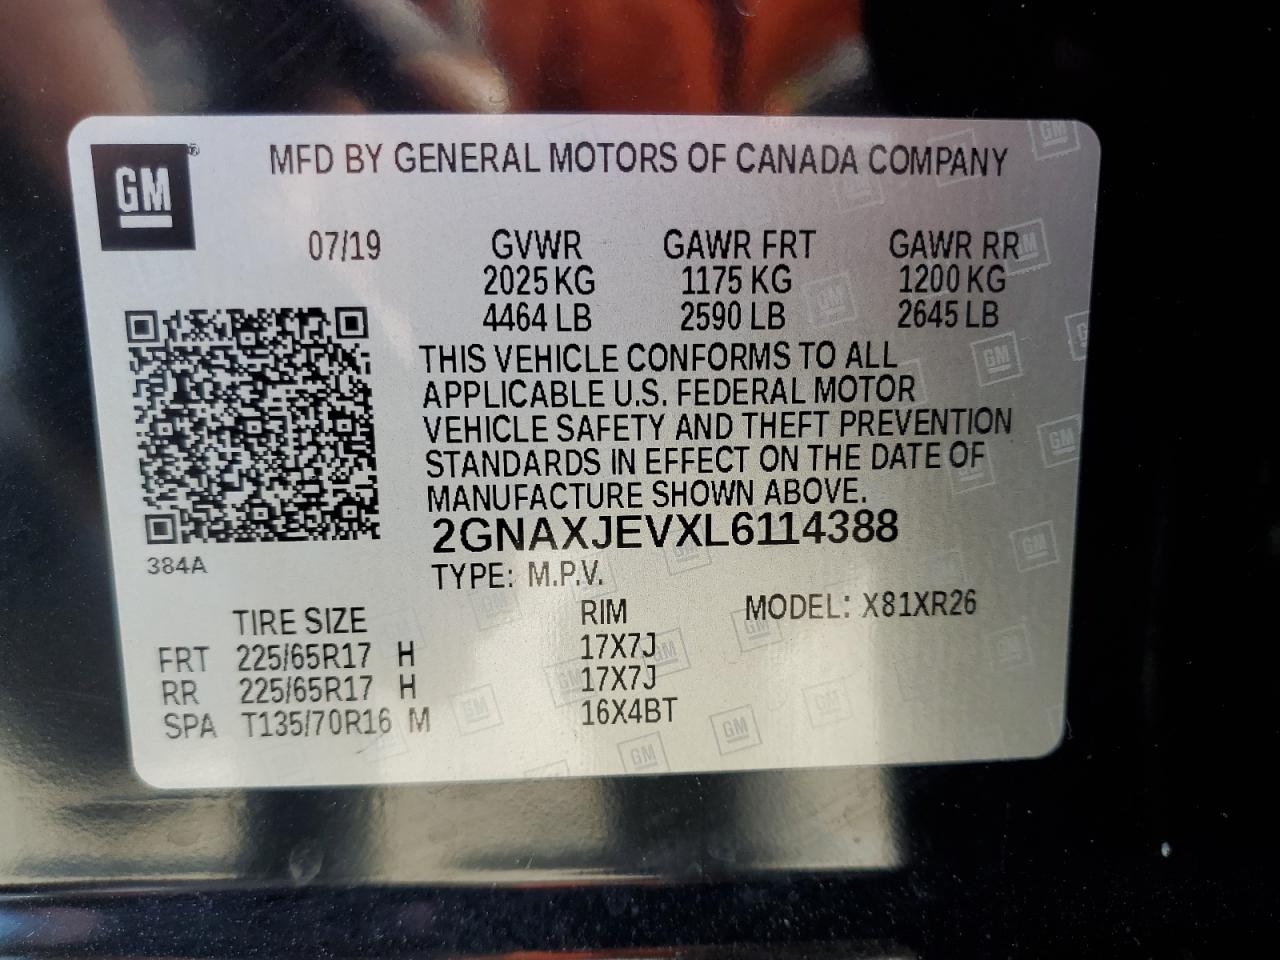 GM®
MFD BY GENERAL MOTORS OF CANADA COMPANY
07/19 GVWR GAWR FRT GAWR RR
2025 KG 1175 KG 1200 KG
4464 LB 2590 LB 2645 LB
THIS VEHICLE CONFORMS TO ALL
APPLICABLE U.S. FEDERAL MOTOR
VEHICLE SAFETY AND THEFT PREVENTION
STANDARDS IN EFFECT ON THE DATE OF
MANUFACTURE SHOWN ABOVE.
2GNAXJEVXL6114388
384A
TYPE: M.P.V.
TIRE SIZE RIM MODEL: X81XR26
FRT 225/65R17 H 17X7J
RR 225/65R17 H 17X7J
SPA T135/70R16 M 16X4BT